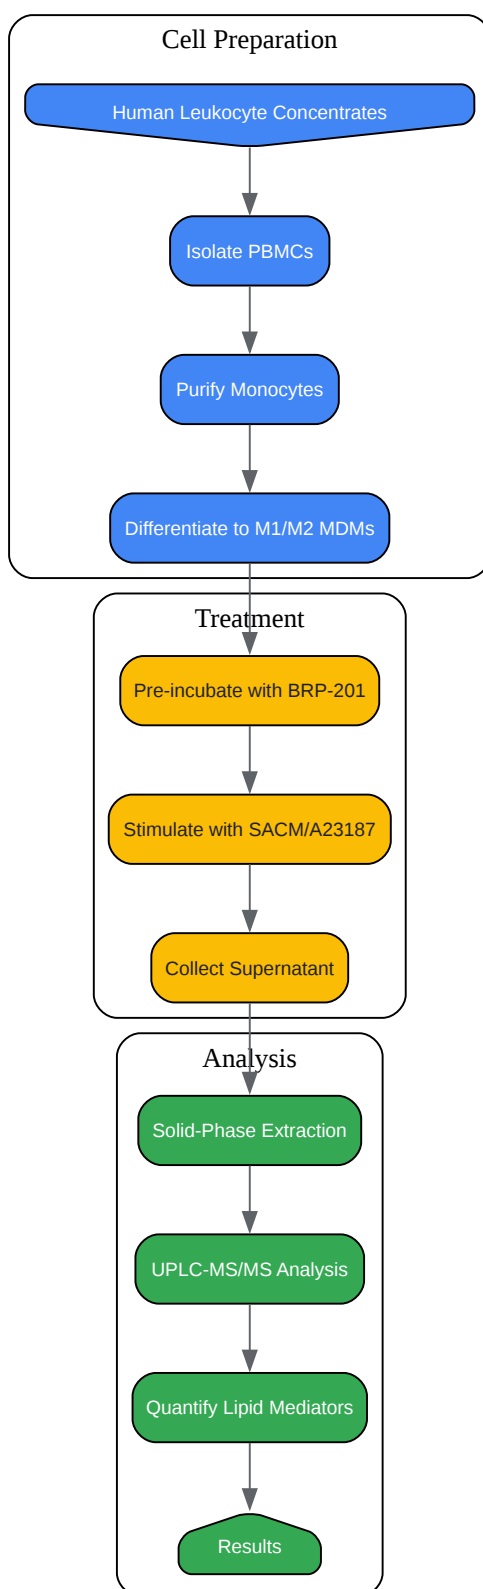 Cell Preparation
Human Leukocyte Concentrates
Isolate PBMCs
Purify Monocytes
Differentiate to M1/M2 MDMs
Treatment
Pre-incubate with BRP-201
Stimulate with SACM/A23187
Collect Supernatant
Analysis
Solid-Phase Extraction
UPLC-MS/MS Analysis
Quantify Lipid Mediators
Results